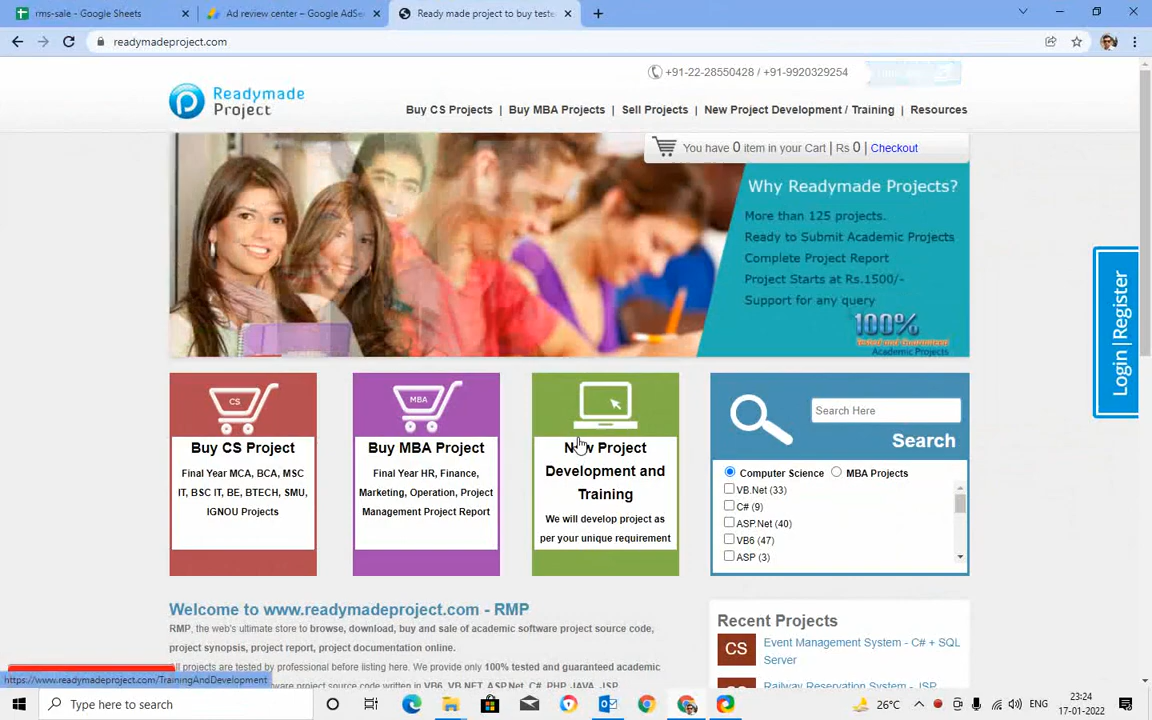 rms-sale - Google Sheets
Ad review center – Google AdSe
Ready made project to buy teste
readymadeproject.com
+91-22-28550428 / +91-9920329254
Readymade
Project
Buy CS Projects | Buy MBA Projects | Sell Projects | New Project Development / Training | Resources
You have 0 item in your Cart | Rs 0 | Checkout
Why Readymade Projects?
More than 125 projects.
Ready to Submit Academic Projects
Complete Project Report
Project Starts at Rs.1500/-
Support for any query
100%
Tested and Guaranteed
Academic Projects
Login |Register
CS
Buy CS Project
Final Year MCA, BCA, MSC
IT, BSC IT, BE, BTECH, SMU,
IGNOU Projects
MBA
Buy MBA Project
Final Year HR, Finance,
Marketing, Operation, Project
Management Project Report
New Project
Development and
Training
We will develop project as
per your unique requirement
Search Here
Search
Computer Science
MBA Projects
VB.Net (33)
C# (9)
ASP.Net (40)
VB6 (47)
ASP (3)
Welcome to www.readymadeproject.com - RMP
RMP, the web's ultimate store to browse, download, buy and sale of academic software project source code,
project synopsis, project report, project documentation online.
All projects are tested by professional before listing here. We provide only 100% tested and guaranteed academic
software project source code written in VB6, VB.NET, ASP.Net, C#, PHP, JAVA, JSP,
Recent Projects
CS
Event Management System - C# + SQL
Server
CS
Railway Reservation System - JSP
https://www.readymadeproject.com/TrainingAndDevelopment
Type here to search
26°C
ENG
23:24
17-01-2022